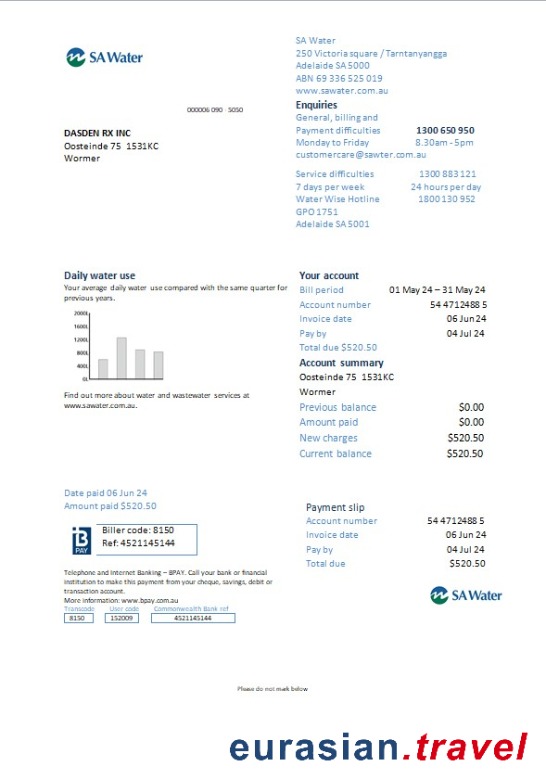 SA Water
SA Water
250 Victoria square / Tarntanyangga
Adelaide SA 5000
ABN 69 336 525 019
www.sawater.com.au
Enquiries
General, billing and
Payment difficulties 1300 650 950
Monday to Friday 8.30am - 5pm
customercare@sawter.com.au
Service difficulties 1300 883 121
7 days per week 24 hours per day
Water Wise Hotline 1800 130 952
GPO 1751
Adelaide SA 5001
000006 090 5050
DASDEN RX INC
Oosteinde 75 1531KC
Wormer
Daily water use
Your average daily water use compared with the same quarter for
previous years.
2000L
1600L
1200L
800L
400L
0L
Find out more about water and wastewater services at
www.sawater.com.au.
Your account
Bill period 01 May 24 – 31 May 24
Account number 54 4712488 5
Invoice date 06 Jun 24
Pay by 04 Jul 24
Total due $520.50
Account summary
Oosteinde 75 1531KC
Wormer
Previous balance $0.00
Amount paid $0.00
New charges $520.50
Current balance $520.50
Date paid 06 Jun 24
Amount paid $520.50
B
PAY
Biller code: 8150
Ref: 4521145144
Telephone and Internet Banking – BPAY. Call your bank or financial
institution to make this payment from your cheque, savings, debit or
transaction account.
More information: www.bpay.com.au
Transcode User code Commonwealth Bank ref
8150 152009 4521145144
Payment slip
Account number 54 4712488 5
Invoice date 06 Jun 24
Pay by 04 Jul 24
Total due $520.50
SA Water
Please do not mark below
eurasian.travel